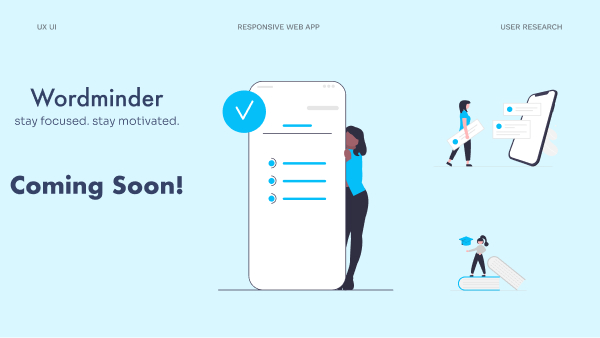 UX UI
RESPONSIVE WEB APP
USER RESEARCH
Wordminder
stay focused. stay motivated.
Coming Soon!